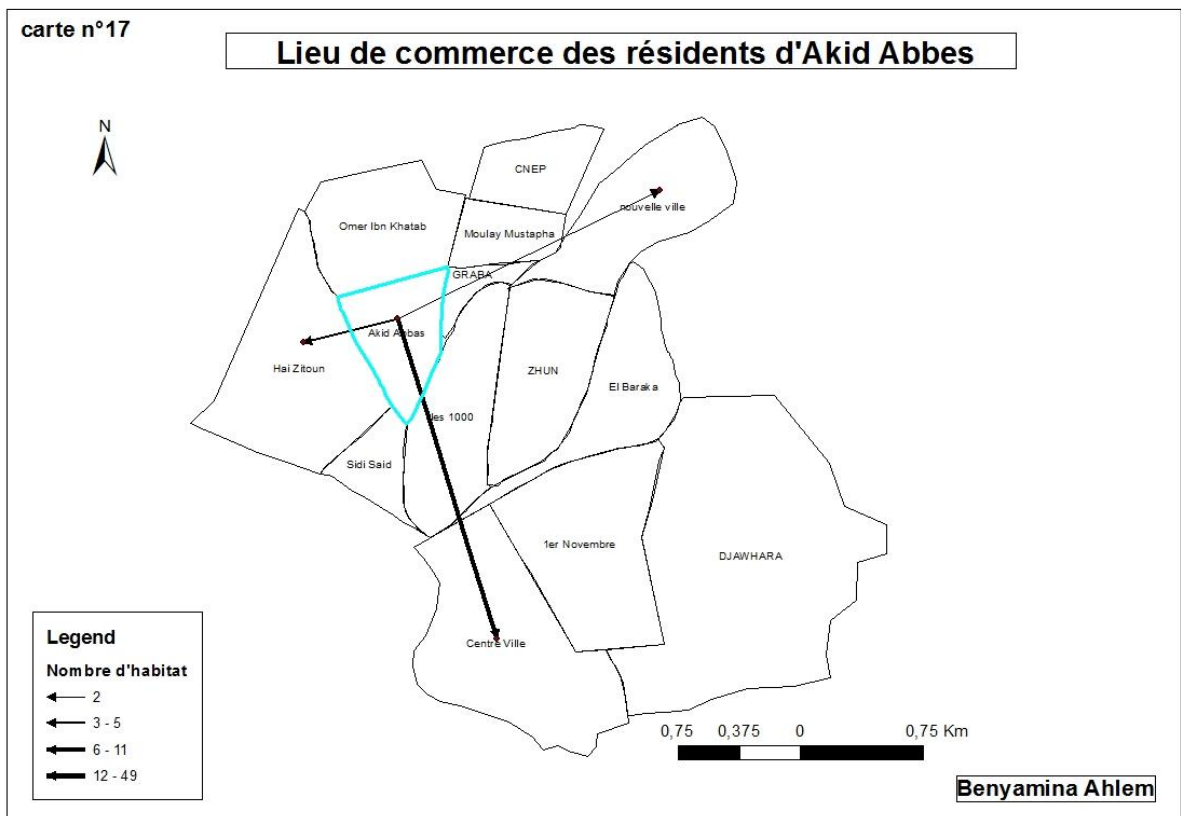 carte n°17
Lieu de commerce des résidents d'Akid Abbes
N
CNEP
nouvelle ville
Omer Ibn Khatab
Moulay Mustapha
GRABA
Akid Abbas
Hai Zitoun
ZHUN
El Baraka
les 1000
Sidi Said
1er Novembre
DJAWHARA
Centre Ville
Legend
Nombre d'habitat
2
3 - 5
6 - 11
12 - 49
0,75 0,375 0 0,75 Km
Benyamina Ahlem